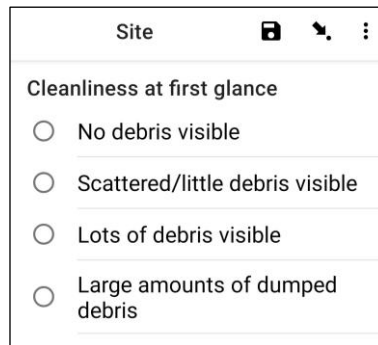 Site
Cleanliness at first glance
No debris visible
Scattered/little debris visible
Lots of debris visible
Large amounts of dumped
debris